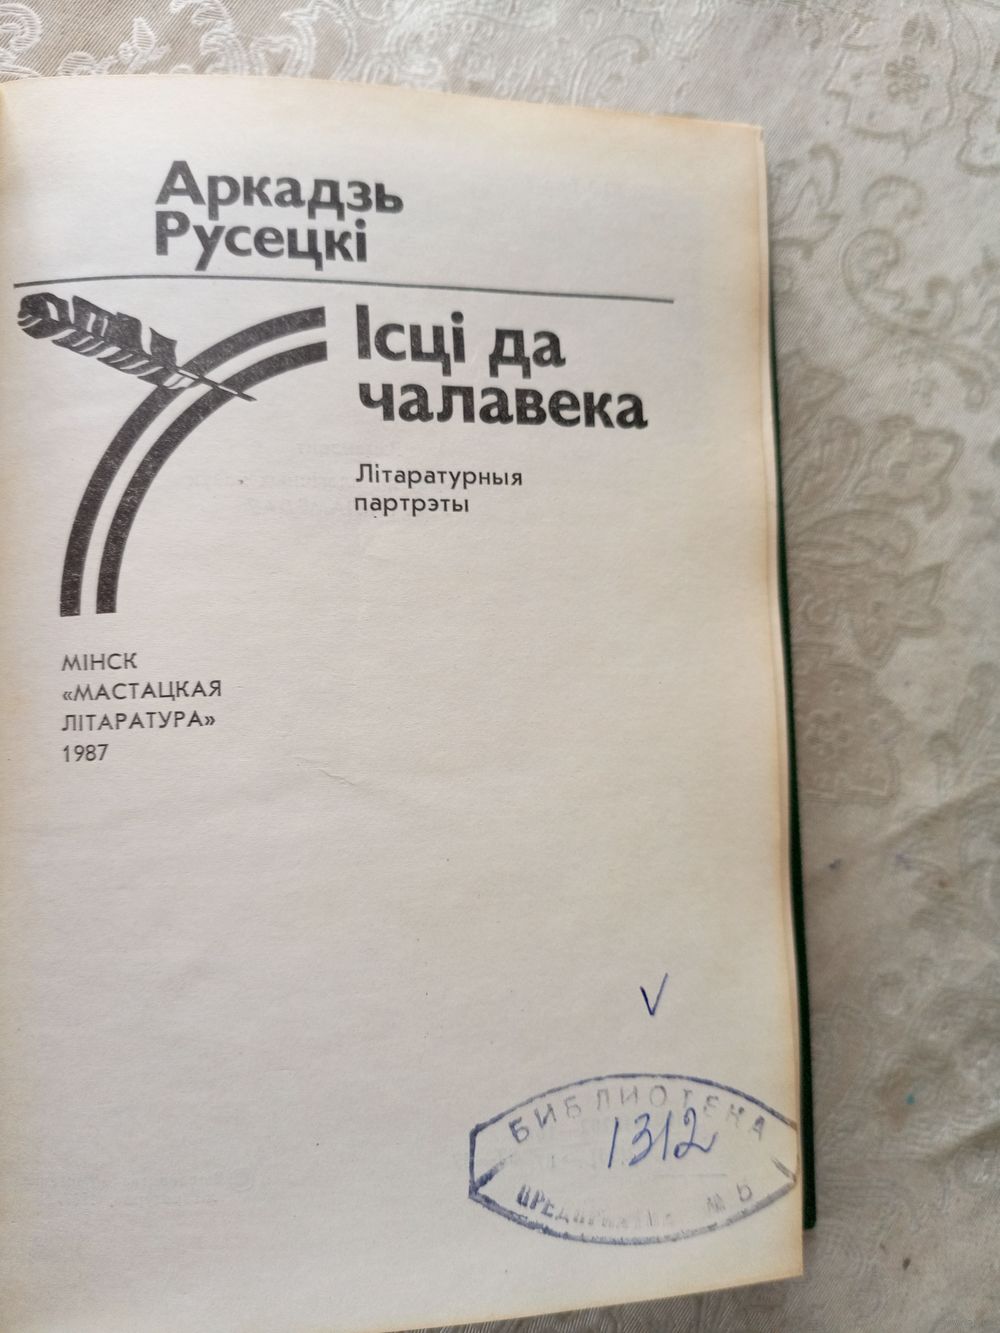 Аркадзь
Русецкі
Ісці да
чалавека
Літаратурныя
партрэты
МІНСК
«МАСТАЦКАЯ
ЛІТАРАТУРА»
1987
V
БИБЛИОТЕКА
1312